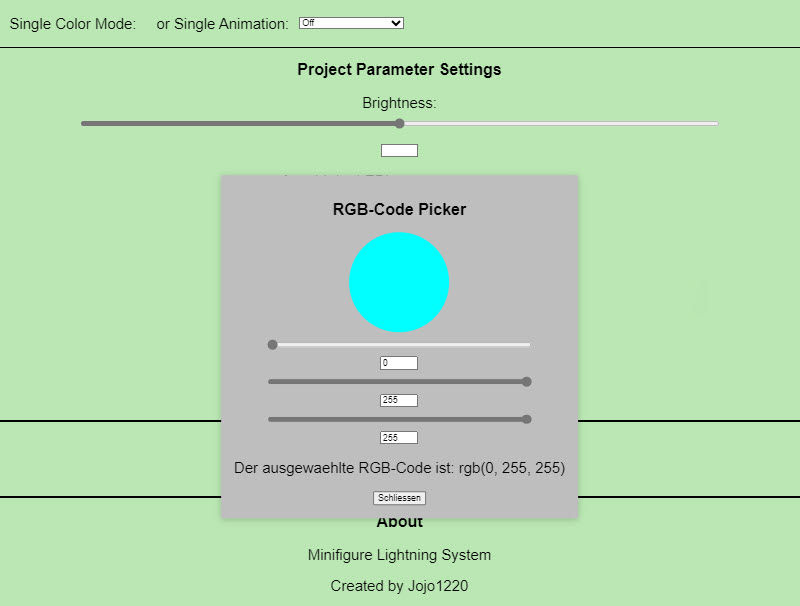 Single Color Mode: or Single Animation: Off
Project Parameter Settings
Brightness:
RGB-Code Picker
0
255
255
Der ausgewaehlte RGB-Code ist: rgb(0, 255, 255)
Schliessen
About
Minifigure Lightning System
Created by Jojo1220